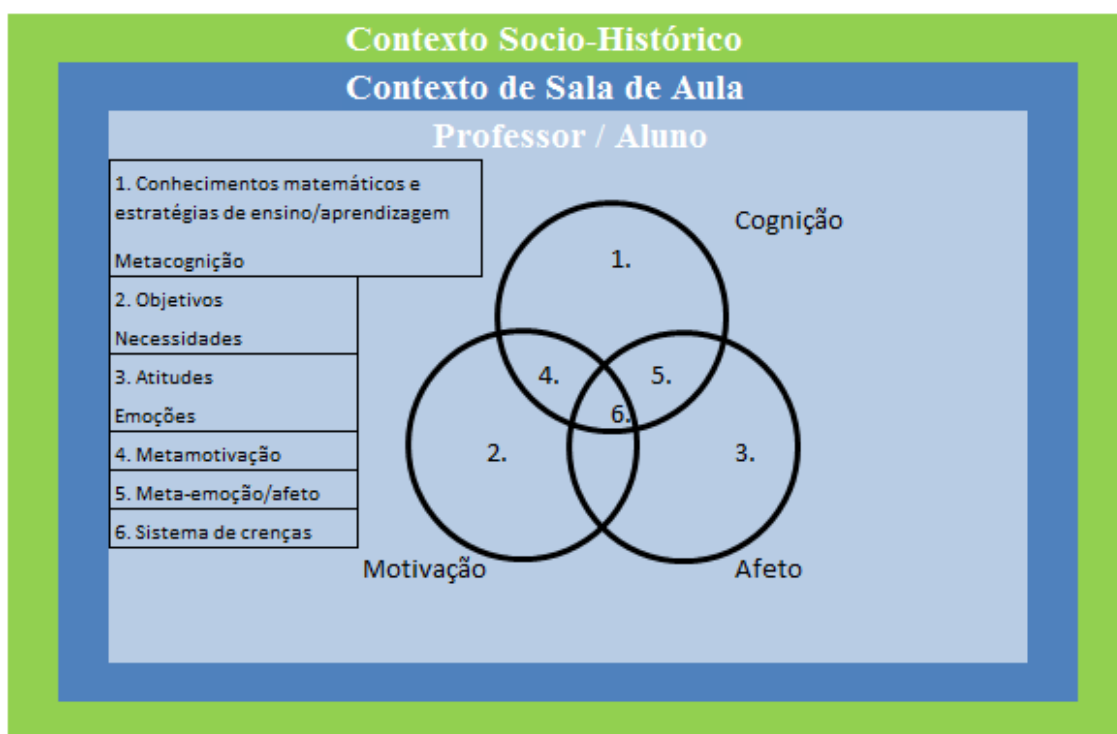 Contexto Socio-Histórico
Contexto de Sala de Aula
Professor / Aluno
1. Conhecimentos matemáticos e
estratégias de ensino/aprendizagem
Metacognição
2. Objetivos
Necessidades
3. Atitudes
Emoções
4. Metamotivação
5. Meta-emoção/afeto
6. Sistema de crenças
Cognição
1.
4.
5.
6.
2.
3.
Motivação
Afeto